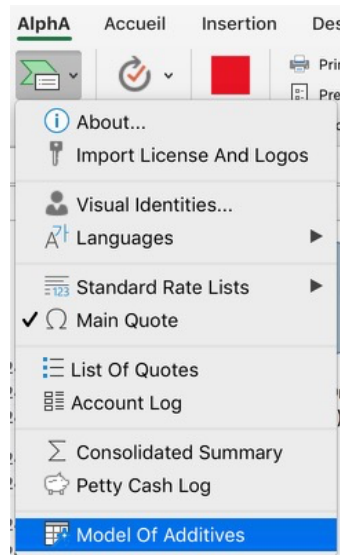 AlphA Accueil Insertion Des
Prin
Pre
About...
Import License And Logos
Visual Identities...
Languages
Standard Rate Lists
Main Quote
List Of Quotes
Account Log
Consolidated Summary
Petty Cash Log
Model Of Additives